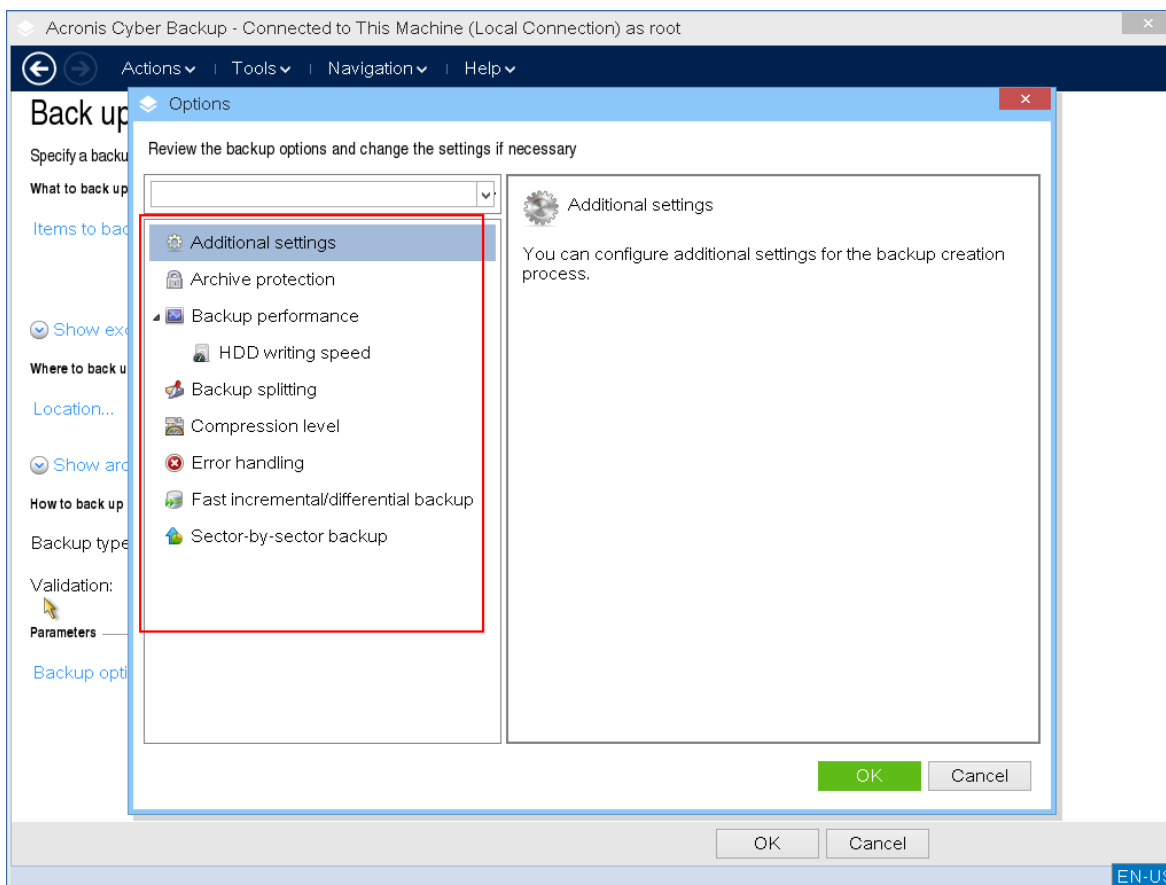 Acronis Cyber Backup - Connected to This Machine (Local Connection) as root
Actions Tools Navigation Help
Back up
Options
Review the backup options and change the settings if necessary
Specify a backu
What to back up
Items to bac
Show exc
Where to back u
Location...
Show arc
How to back up
Backup type
Validation:
Parameters
Backup opti
Additional settings
Archive protection
Backup performance
HDD writing speed
Backup splitting
Compression level
Error handling
Fast incremental/differential backup
Sector-by-sector backup
Additional settings
You can configure additional settings for the backup creation
process.
OK Cancel
OK Cancel
EN-US